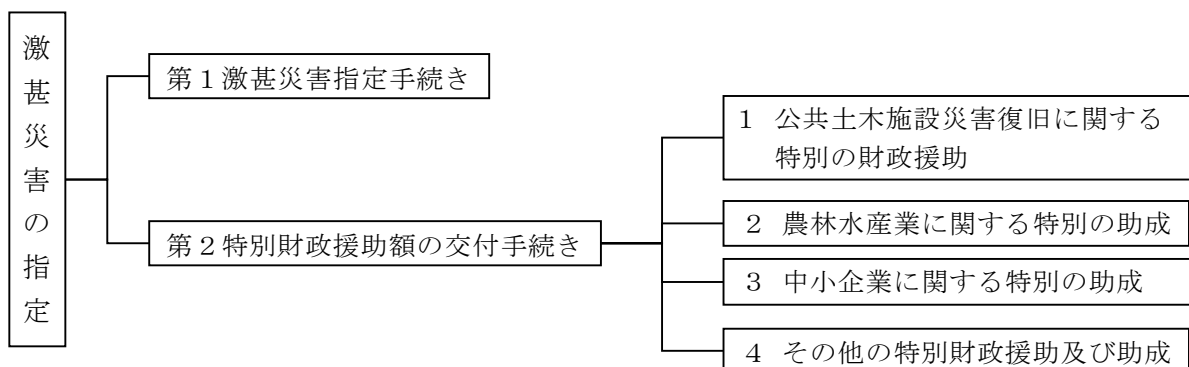 激甚災害の指定
第１激甚災害指定手続き
第２特別財政援助額の交付手続き
１ 公共土木施設災害復旧に関する
特別の財政援助
２ 農林水産業に関する特別の助成
３ 中小企業に関する特別の助成
４ その他の特別財政援助及び助成